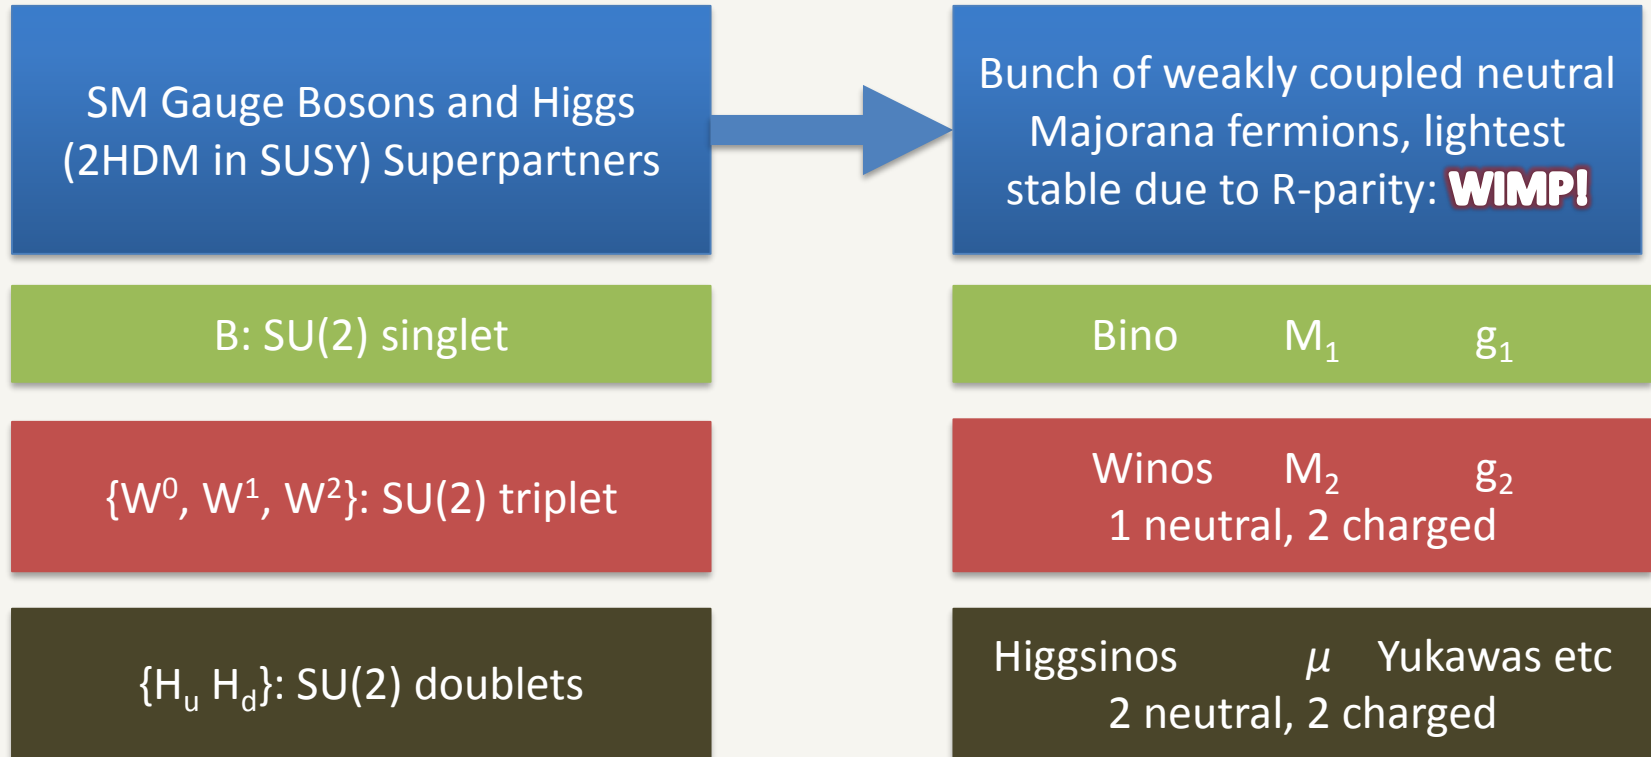 SM Gauge Bosons and Higgs
(2HDM in SUSY) Superpartners
Bunch of weakly coupled neutral
Majorana fermions, lightest
stable due to R-parity: WIMP!
B: SU(2) singlet
Bino M₁ g₁
{W⁰, W¹, W²}: SU(2) triplet
Winos M₂ g₂
1 neutral, 2 charged
{Hᵤ H_d}: SU(2) doublets
Higgsinos μ Yukawas etc
2 neutral, 2 charged